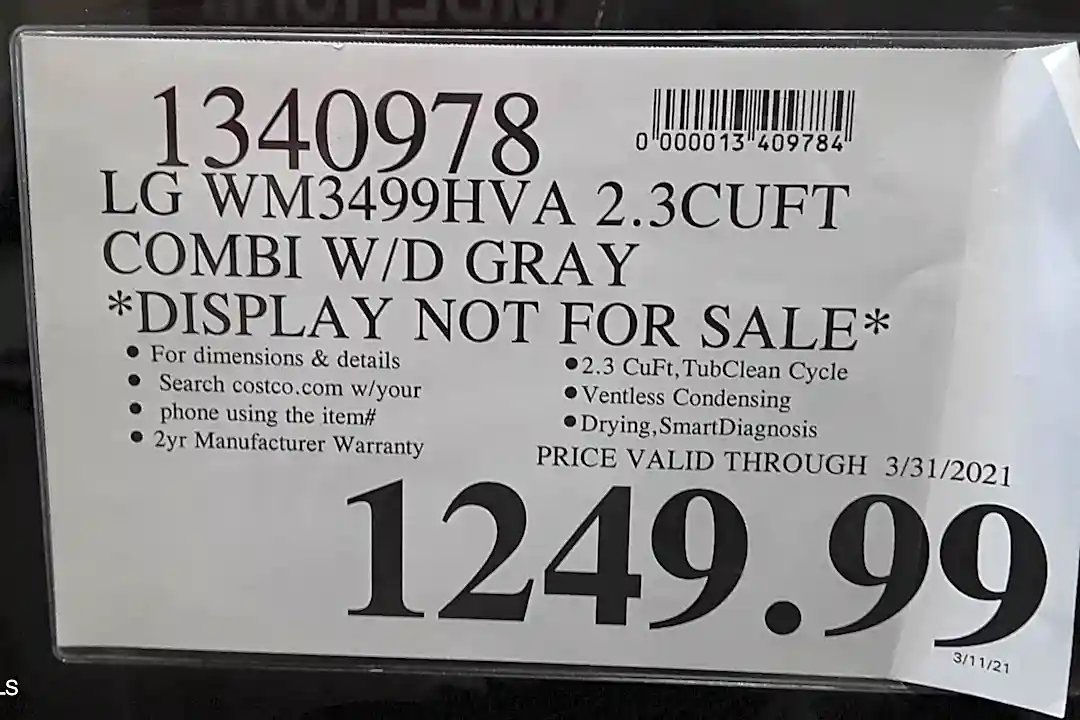 1340978
0 000013 409784
LG WM3499HVA 2.3CUFT
COMBI W/D GRAY
*DISPLAY NOT FOR SALE*
• For dimensions & details
• Search costco.com w/your
• phone using the item#
• 2yr Manufacturer Warranty
•2.3 CuFt,TubClean Cycle
•Ventless Condensing
•Drying,SmartDiagnosis
PRICE VALID THROUGH 3/31/2021
1249.99
3/11/21